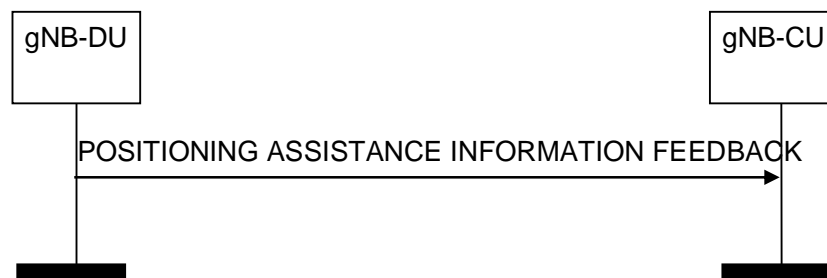 gNB-DU
gNB-CU
POSITIONING ASSISTANCE INFORMATION FEEDBACK